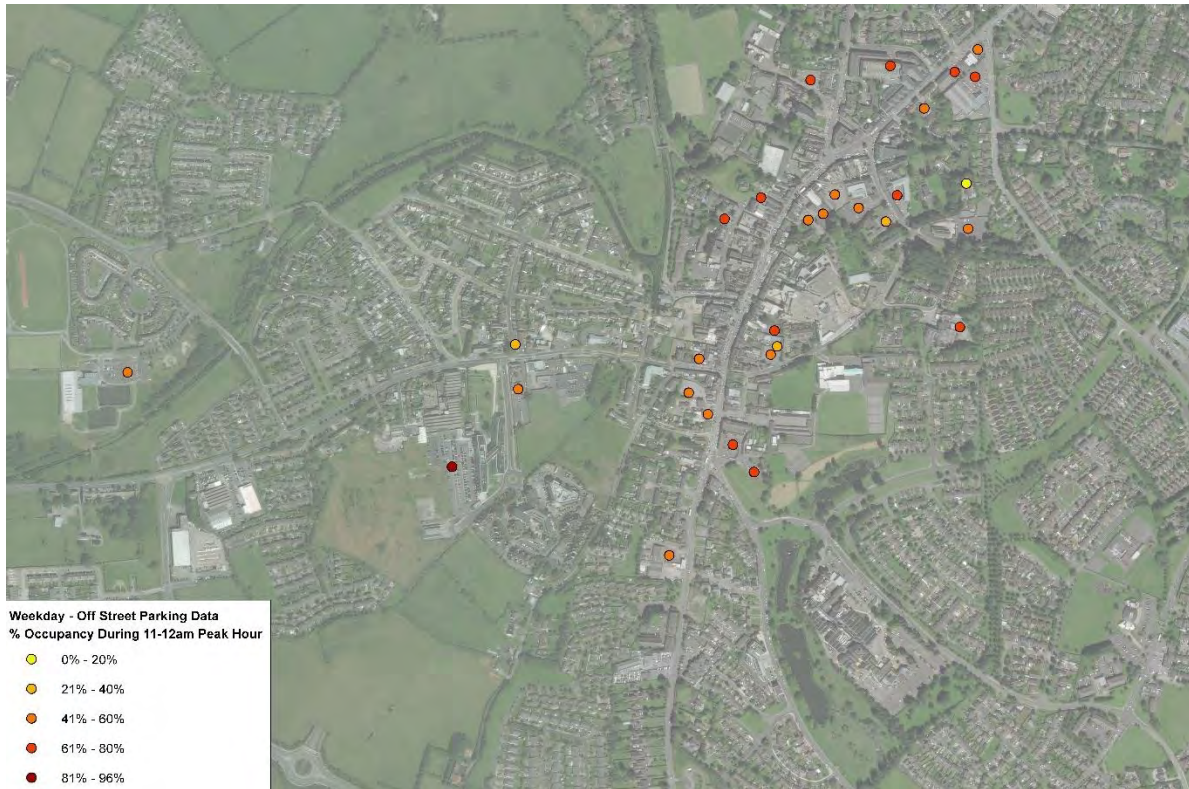 Weekday - Off Street Parking Data
% Occupancy During 11-12am Peak Hour
0% - 20%
21% - 40%
41% - 60%
61% - 80%
81% - 96%